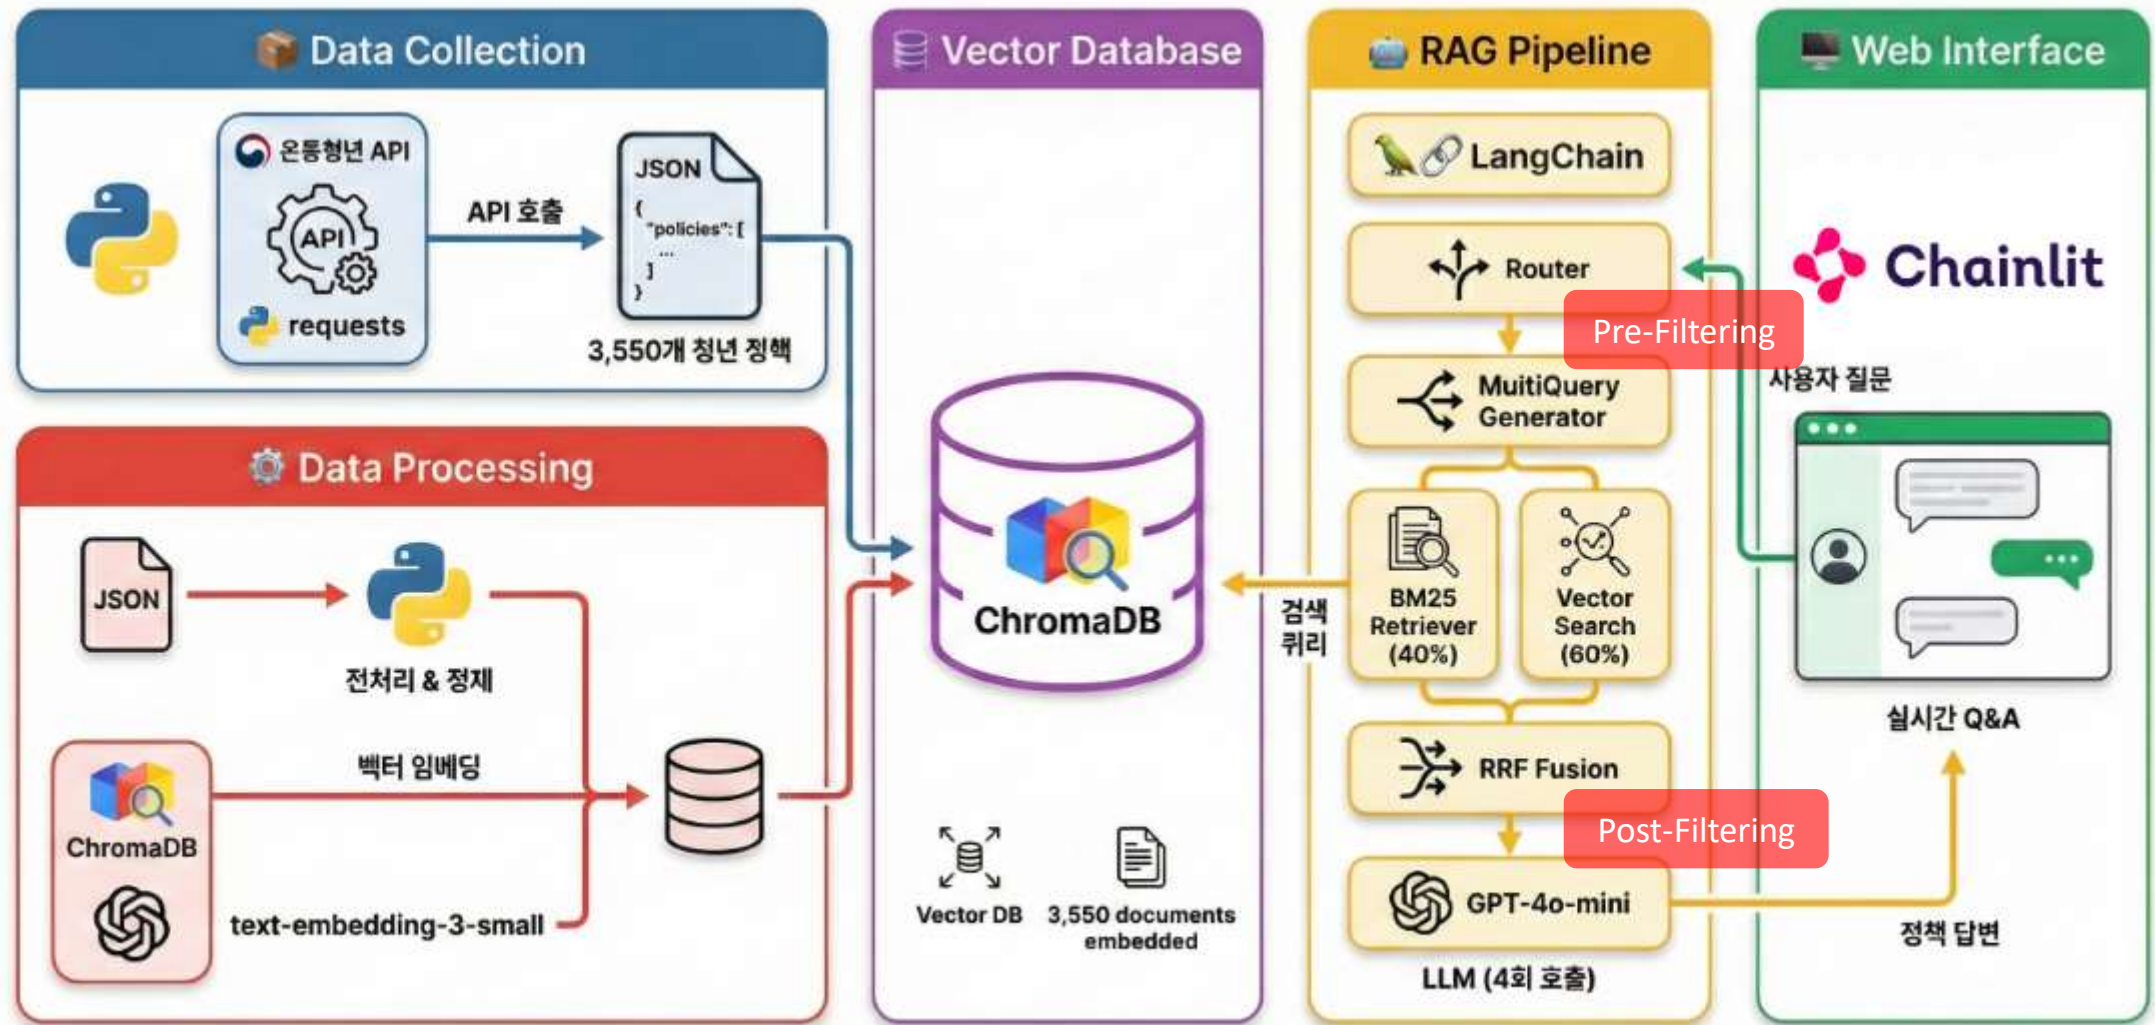 Data Collection
온통청년 API
API
requests
API 호출
JSON
{
"policies": [
...
]
}
3,550개 청년 정책
Data Processing
JSON
전처리 & 정제
백터 임베딩
ChromaDB
text-embedding-3-small
Vector Database
ChromaDB
Vector DB
3,550 documents
embedded
RAG Pipeline
LangChain
Router
Pre-Filtering
MuitiQuery
Generator
검색
퀴리
BM25
Retriever
(40%)
Vector
Search
(60%)
RRF Fusion
Post-Filtering
GPT-4o-mini
LLM (4회 호출)
Web Interface
Chainlit
사용자 질문
실시간 Q&A
정책 답변